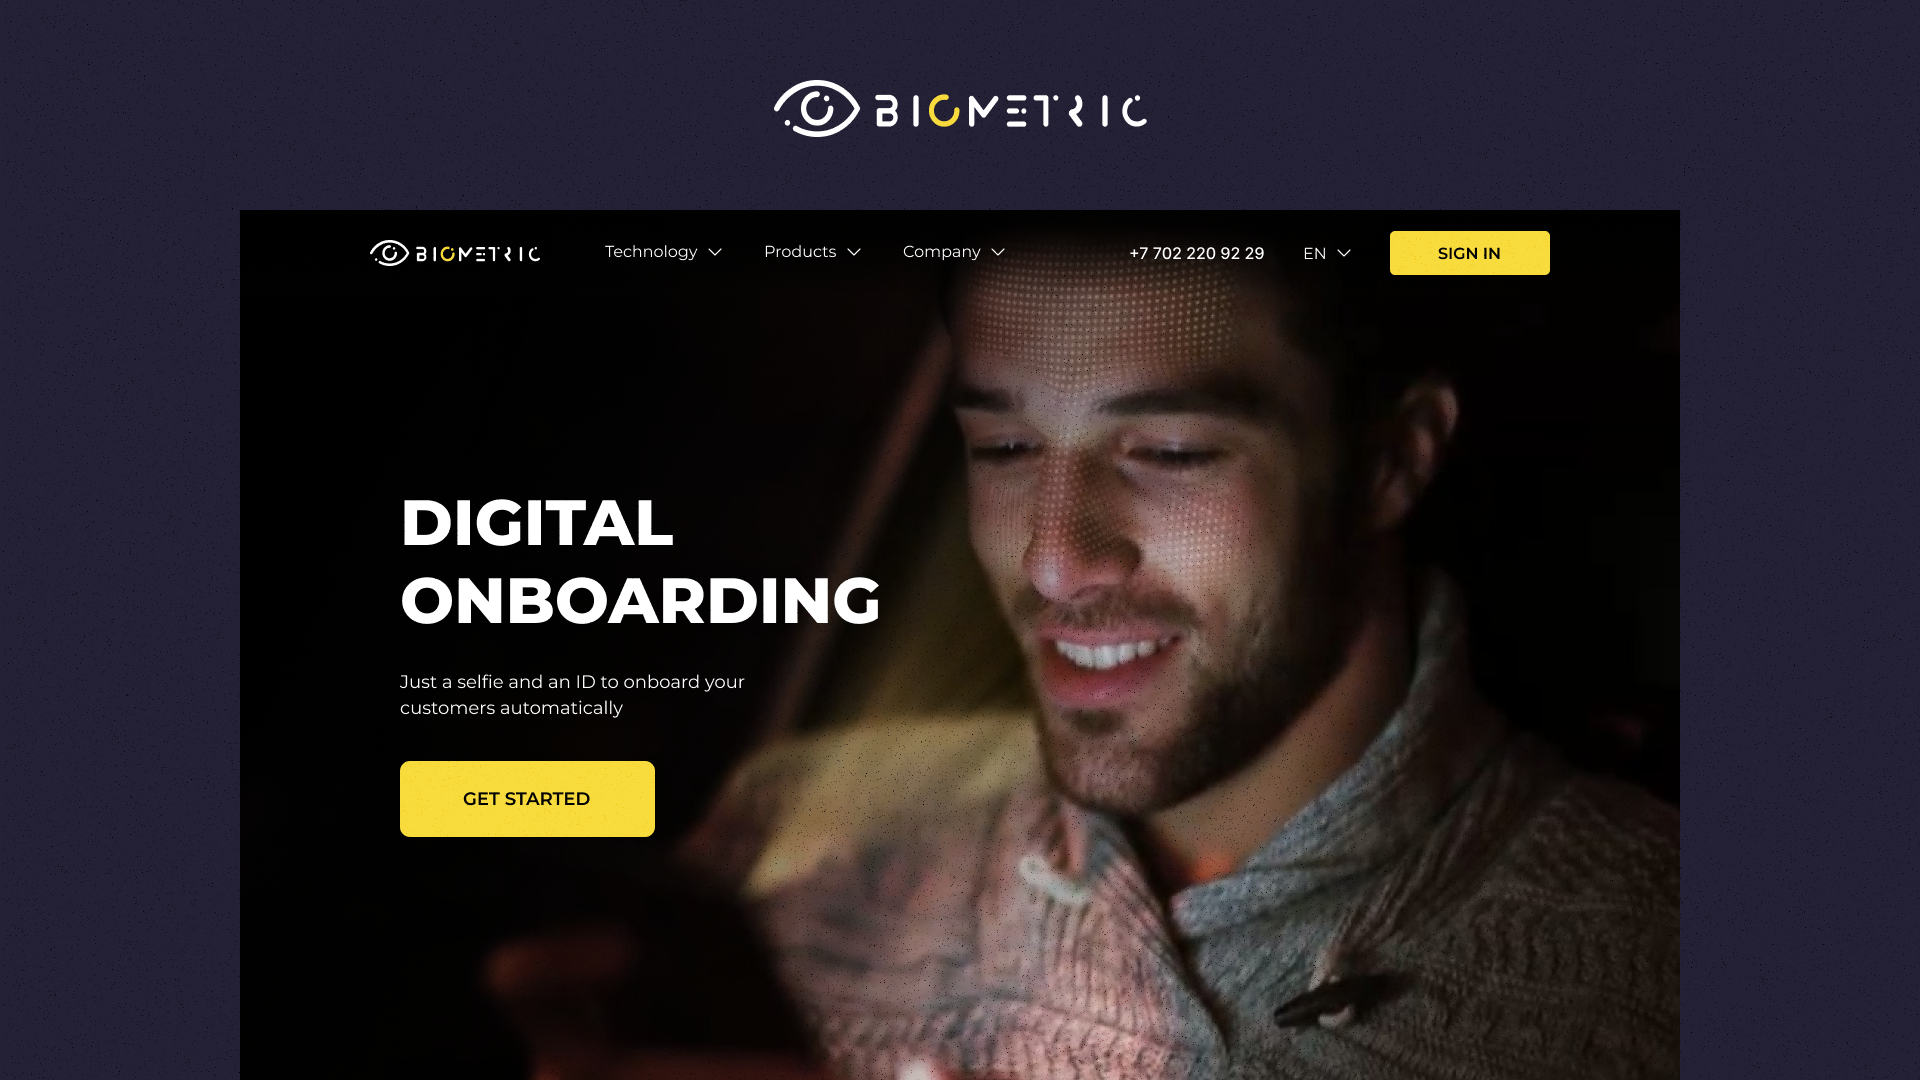 BIOMETRIC
BIOMETRIC
Technology
Products
Company
+7 702 220 92 29
EN
SIGN IN
DIGITAL
ONBOARDING
Just a selfie and an ID to onboard your
customers automatically
GET STARTED